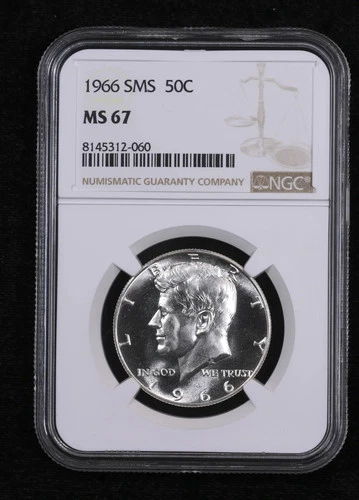 1966 SMS 50C
MS 67
8145312-060
NUMISMATIC GUARANTY COMPANY NGC
LIBERTY
IN GOD WE TRUST
1966